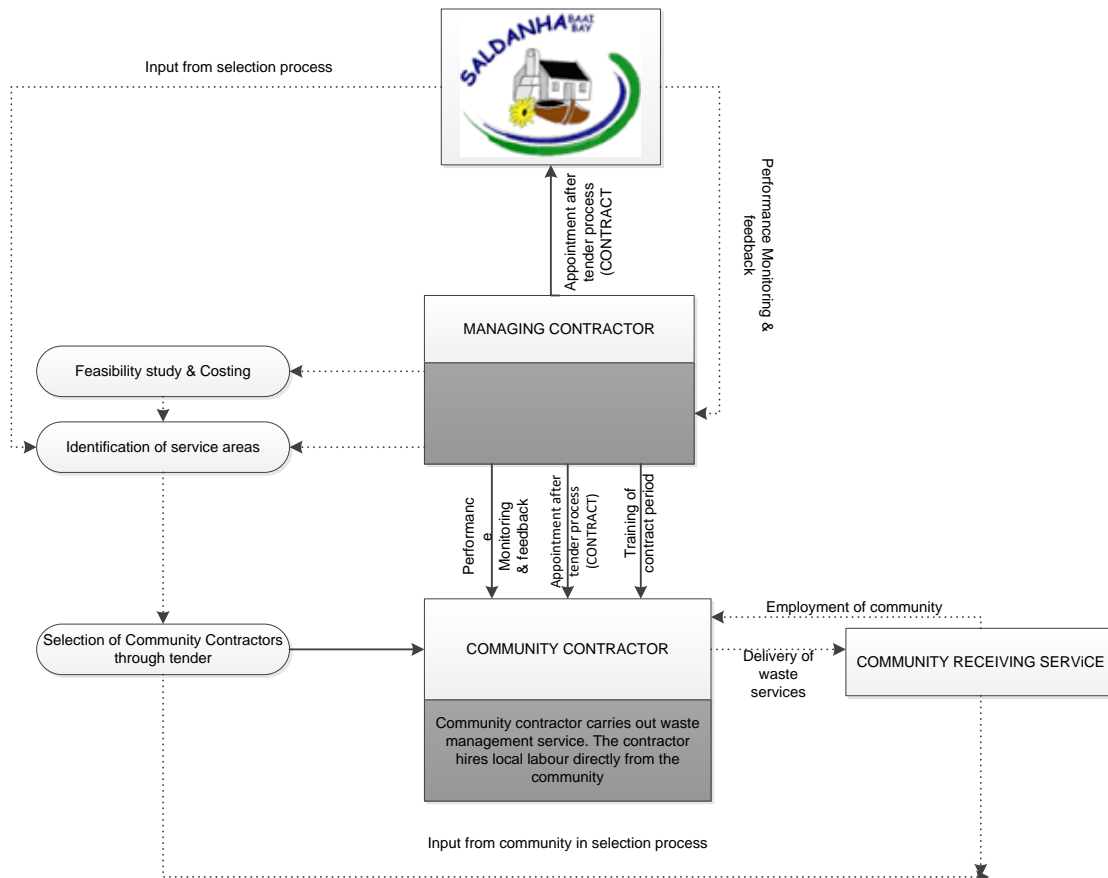 SALDANHA
BAAI
BAY
Input from selection process
Appointment after
tender process
(CONTRACT
Performance Monitoring &
feedback
MANAGING CONTRACTOR
Feasibility study & Costing
Identification of service areas
Performanc
e
Monitoring
& feedback
Appointment after
tender process
(CONTRACT)
Training of
contract period
Employment of community
Selection of Community Contractors
through tender
COMMUNITY CONTRACTOR
Delivery of
waste
services
COMMUNITY RECEIVING SERViCE
Community contractor carries out waste
management service. The contractor
hires local labour directly from the
community
Input from community in selection process